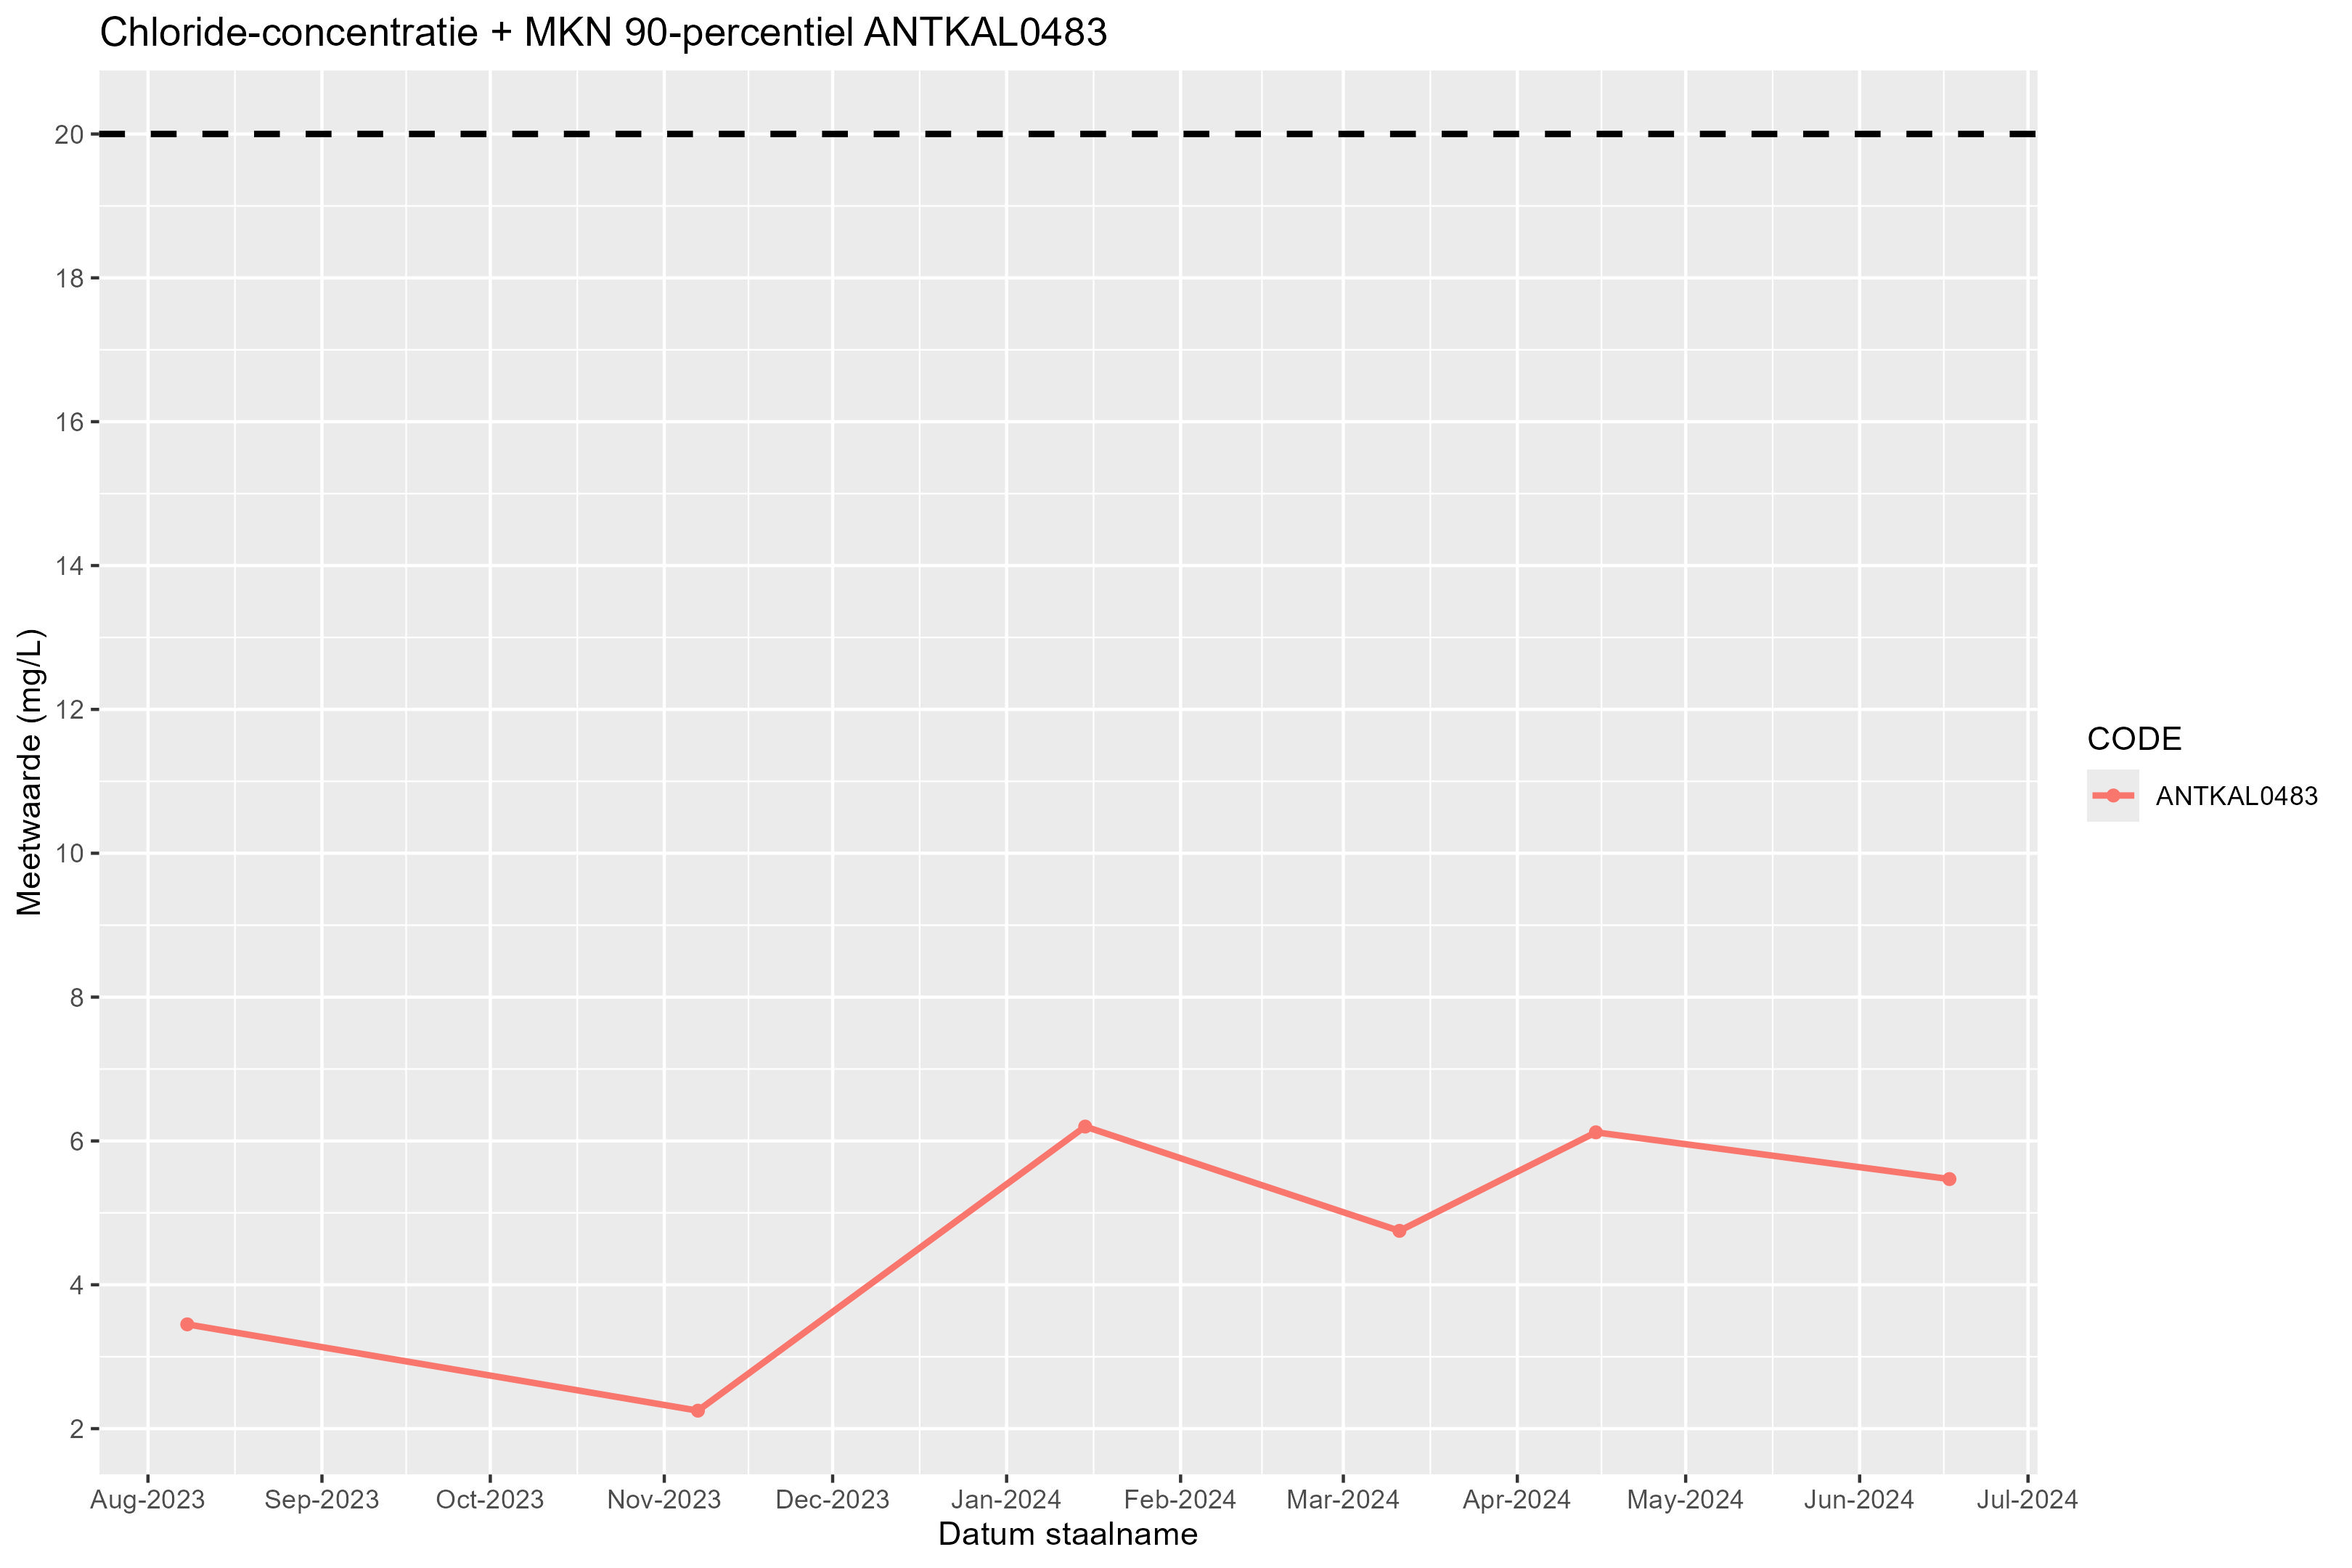 Chloride-concentratie + MKN 90-percentiel ANTKAL0483
Meetwaarde (mg/L)
20
18
16
14
12
10
8
6
4
2
Aug-2023 Sep-2023 Oct-2023 Nov-2023 Dec-2023 Jan-2024 Feb-2024 Mar-2024 Apr-2024 May-2024 Jun-2024 Jul-2024
Datum staalname
CODE
ANTKAL0483